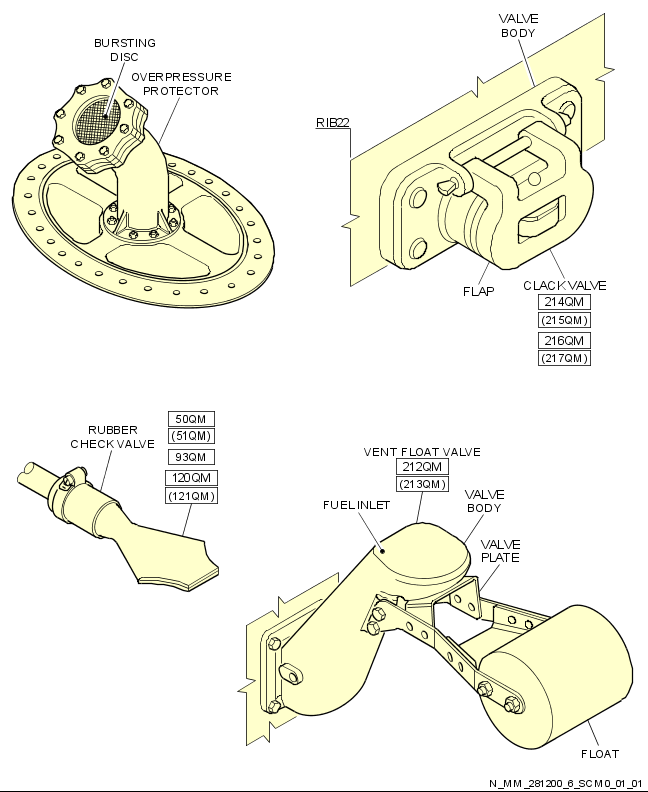 BURSTING
DISC
OVERPRESSURE
PROTECTOR
VALVE
BODY
RIB22
FLAP
CLACK VALVE
214QM
(215QM)
216QM
(217QM)
RUBBER
CHECK VALVE
50QM
(51QM)
93QM
120QM
(121QM)
VENT FLOAT VALVE
212QM
(213QM)
FUEL INLET
VALVE
BODY
VALVE
PLATE
FLOAT
N_MM_281200_6_SCM0_01_01